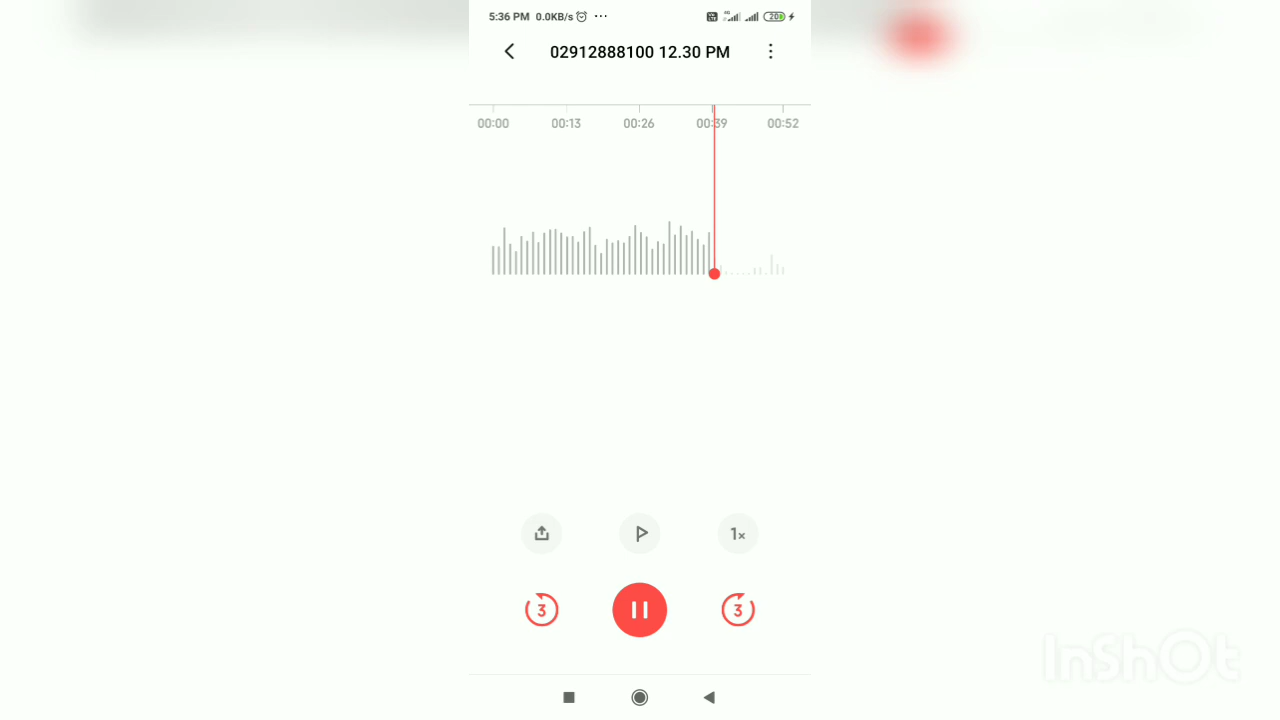 5:36 PM 0.0KB/s ... 20
02912888100 12.30 PM
00:00 00:13 00:26 00:39 00:52
1x
3 3
InShOt